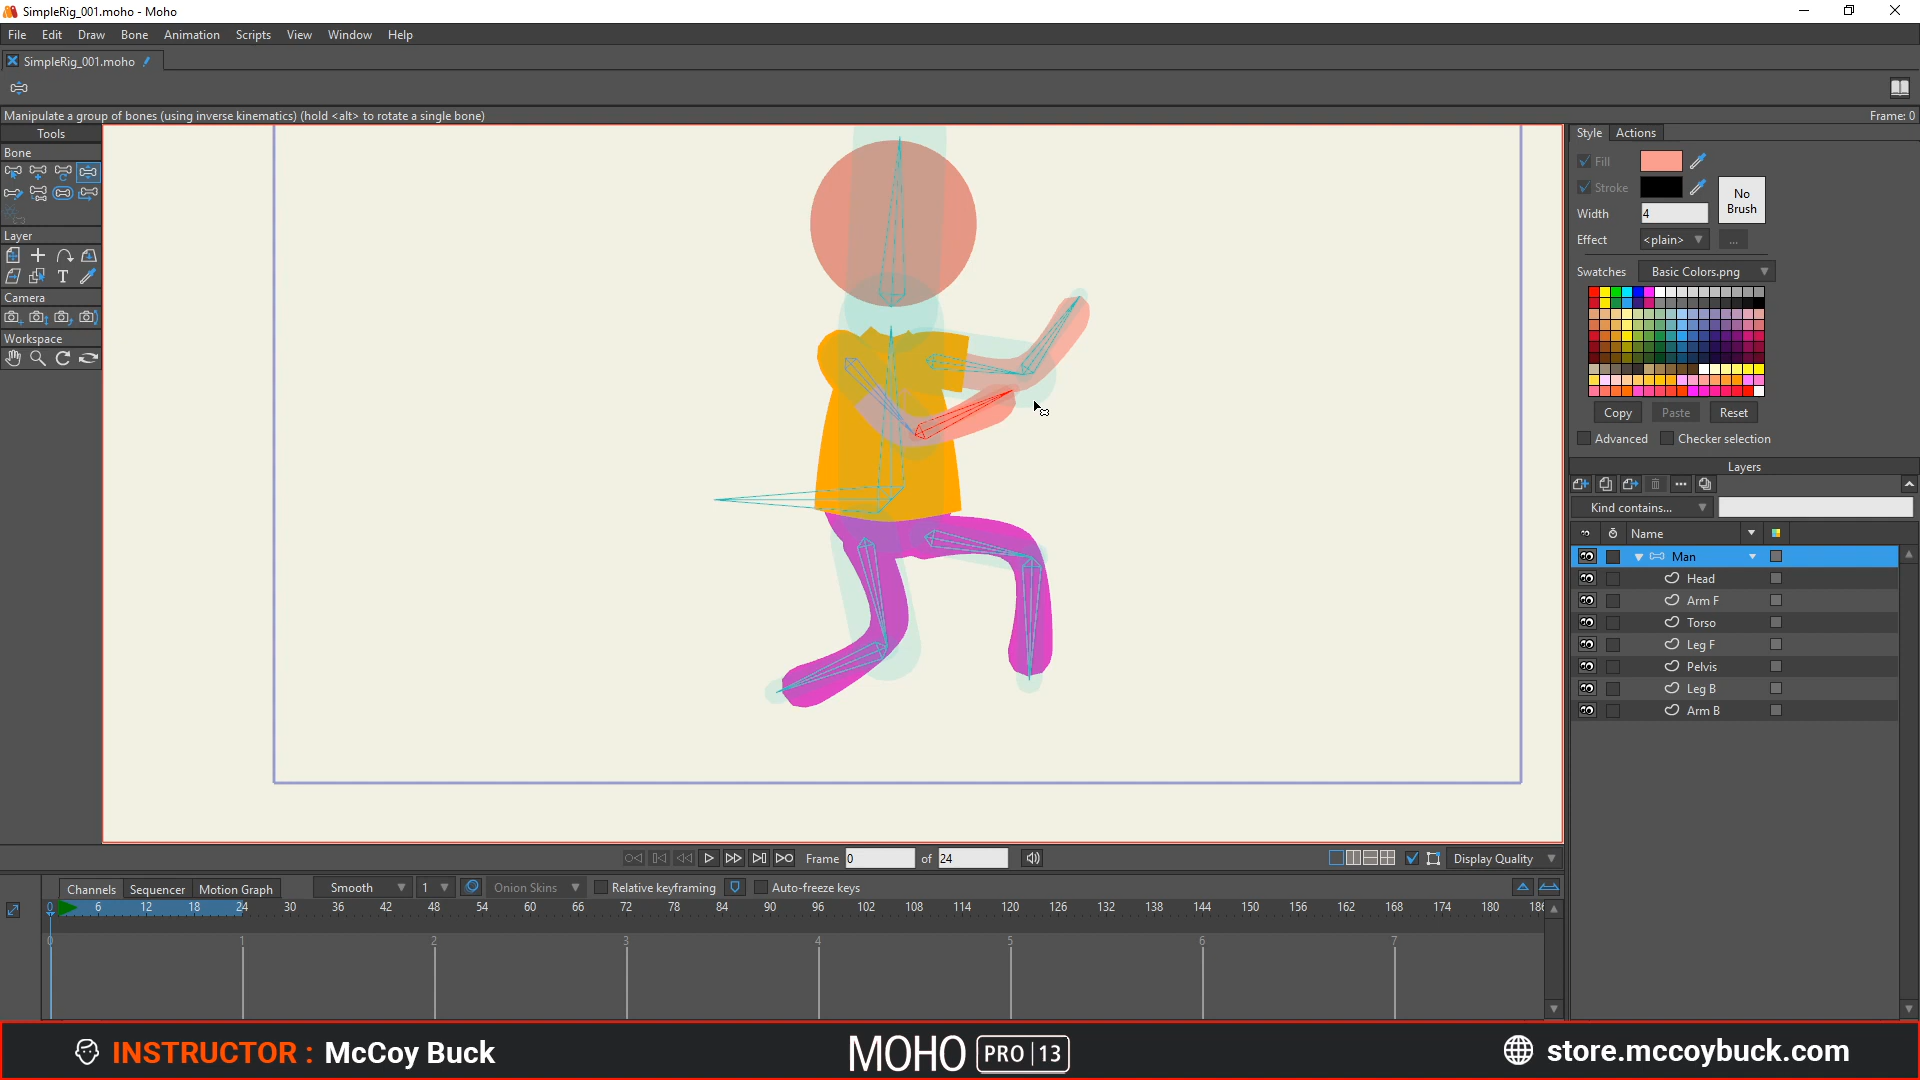 SimpleRig_001.moho - Moho
File Edit Draw Bone Animation Scripts View Window Help
SimpleRig_001.moho
Manipulate a group of bones (using inverse kinematics) (hold <alt> to rotate a single bone)
Frame: 0
Tools
Bone
Layer
T
Camera
Workspace
Style Actions
Fill
Stroke
No
Brush
Width 4
Effect <plain> ...
Swatches Basic Colors.png
Copy Paste Reset
Advanced Checker selection
Layers
Kind contains...
Name
Man
Head
Arm F
Torso
Leg F
Pelvis
Leg B
Arm B
Frame 0 of 24
Display Quality
Channels Sequencer Motion Graph Smooth 1 Onion Skins Relative keyframing Auto-freeze keys
0 6 12 18 24 30 36 42 48 54 60 66 72 78 84 90 96 102 108 114 120 126 132 138 144 150 156 162 168 174 180 186
0 1 2 3 4 5 6 7
INSTRUCTOR : McCoy Buck
MOHO PRO | 13
store.mccoybuck.com